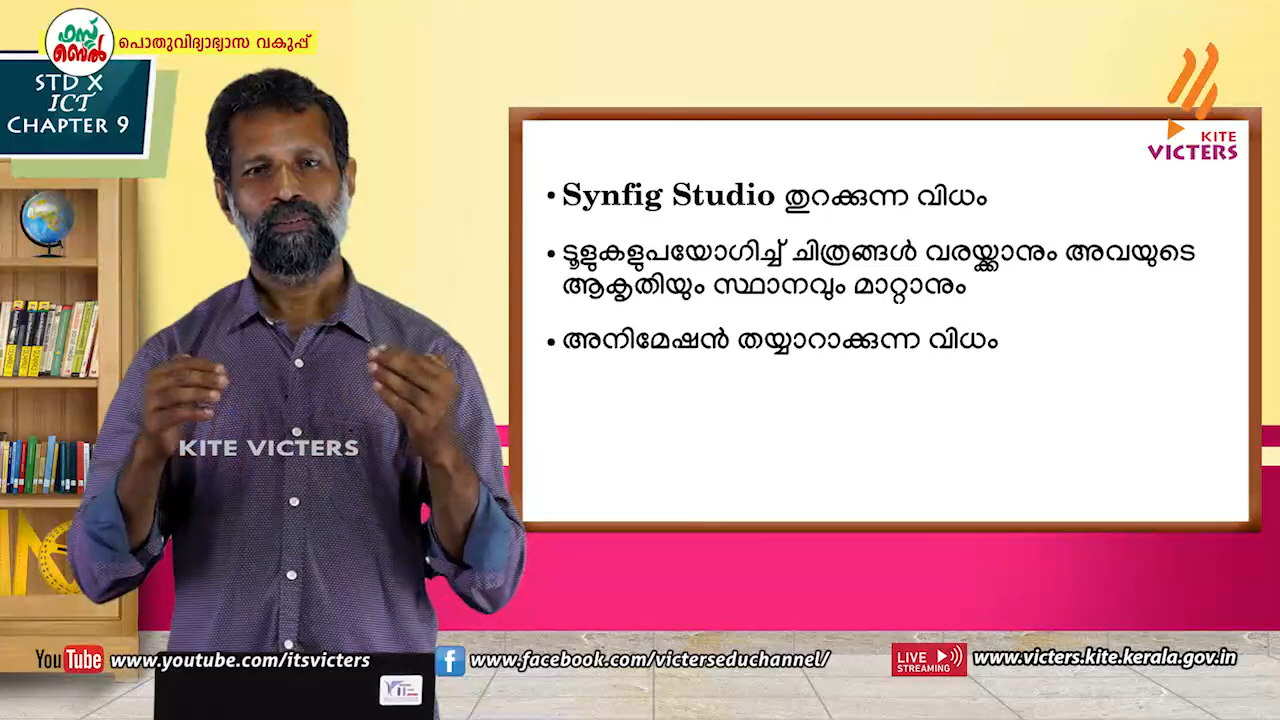 ഫസ്റ്റ്
ബെൽ
പൊതുവിദ്യാഭ്യാസ വകുപ്പ്
STD X
ICT
CHAPTER 9
KITE
VICTERS
• Synfig Studio തുറക്കുന്ന വിധം
• ടൂളുകളുപയോഗിച്ച് ചിത്രങ്ങൾ വരയ്ക്കാനും അവയുടെ
ആകൃതിയും സ്ഥാനവും മാറ്റാനും
• അനിമേഷൻ തയ്യാറാക്കുന്ന വിധം
KITE VICTERS
YouTube www.youtube.com/itsvicters
f www.facebook.com/victerseduchannel/
LIVE
STREAMING
www.victers.kite.kerala.gov.in